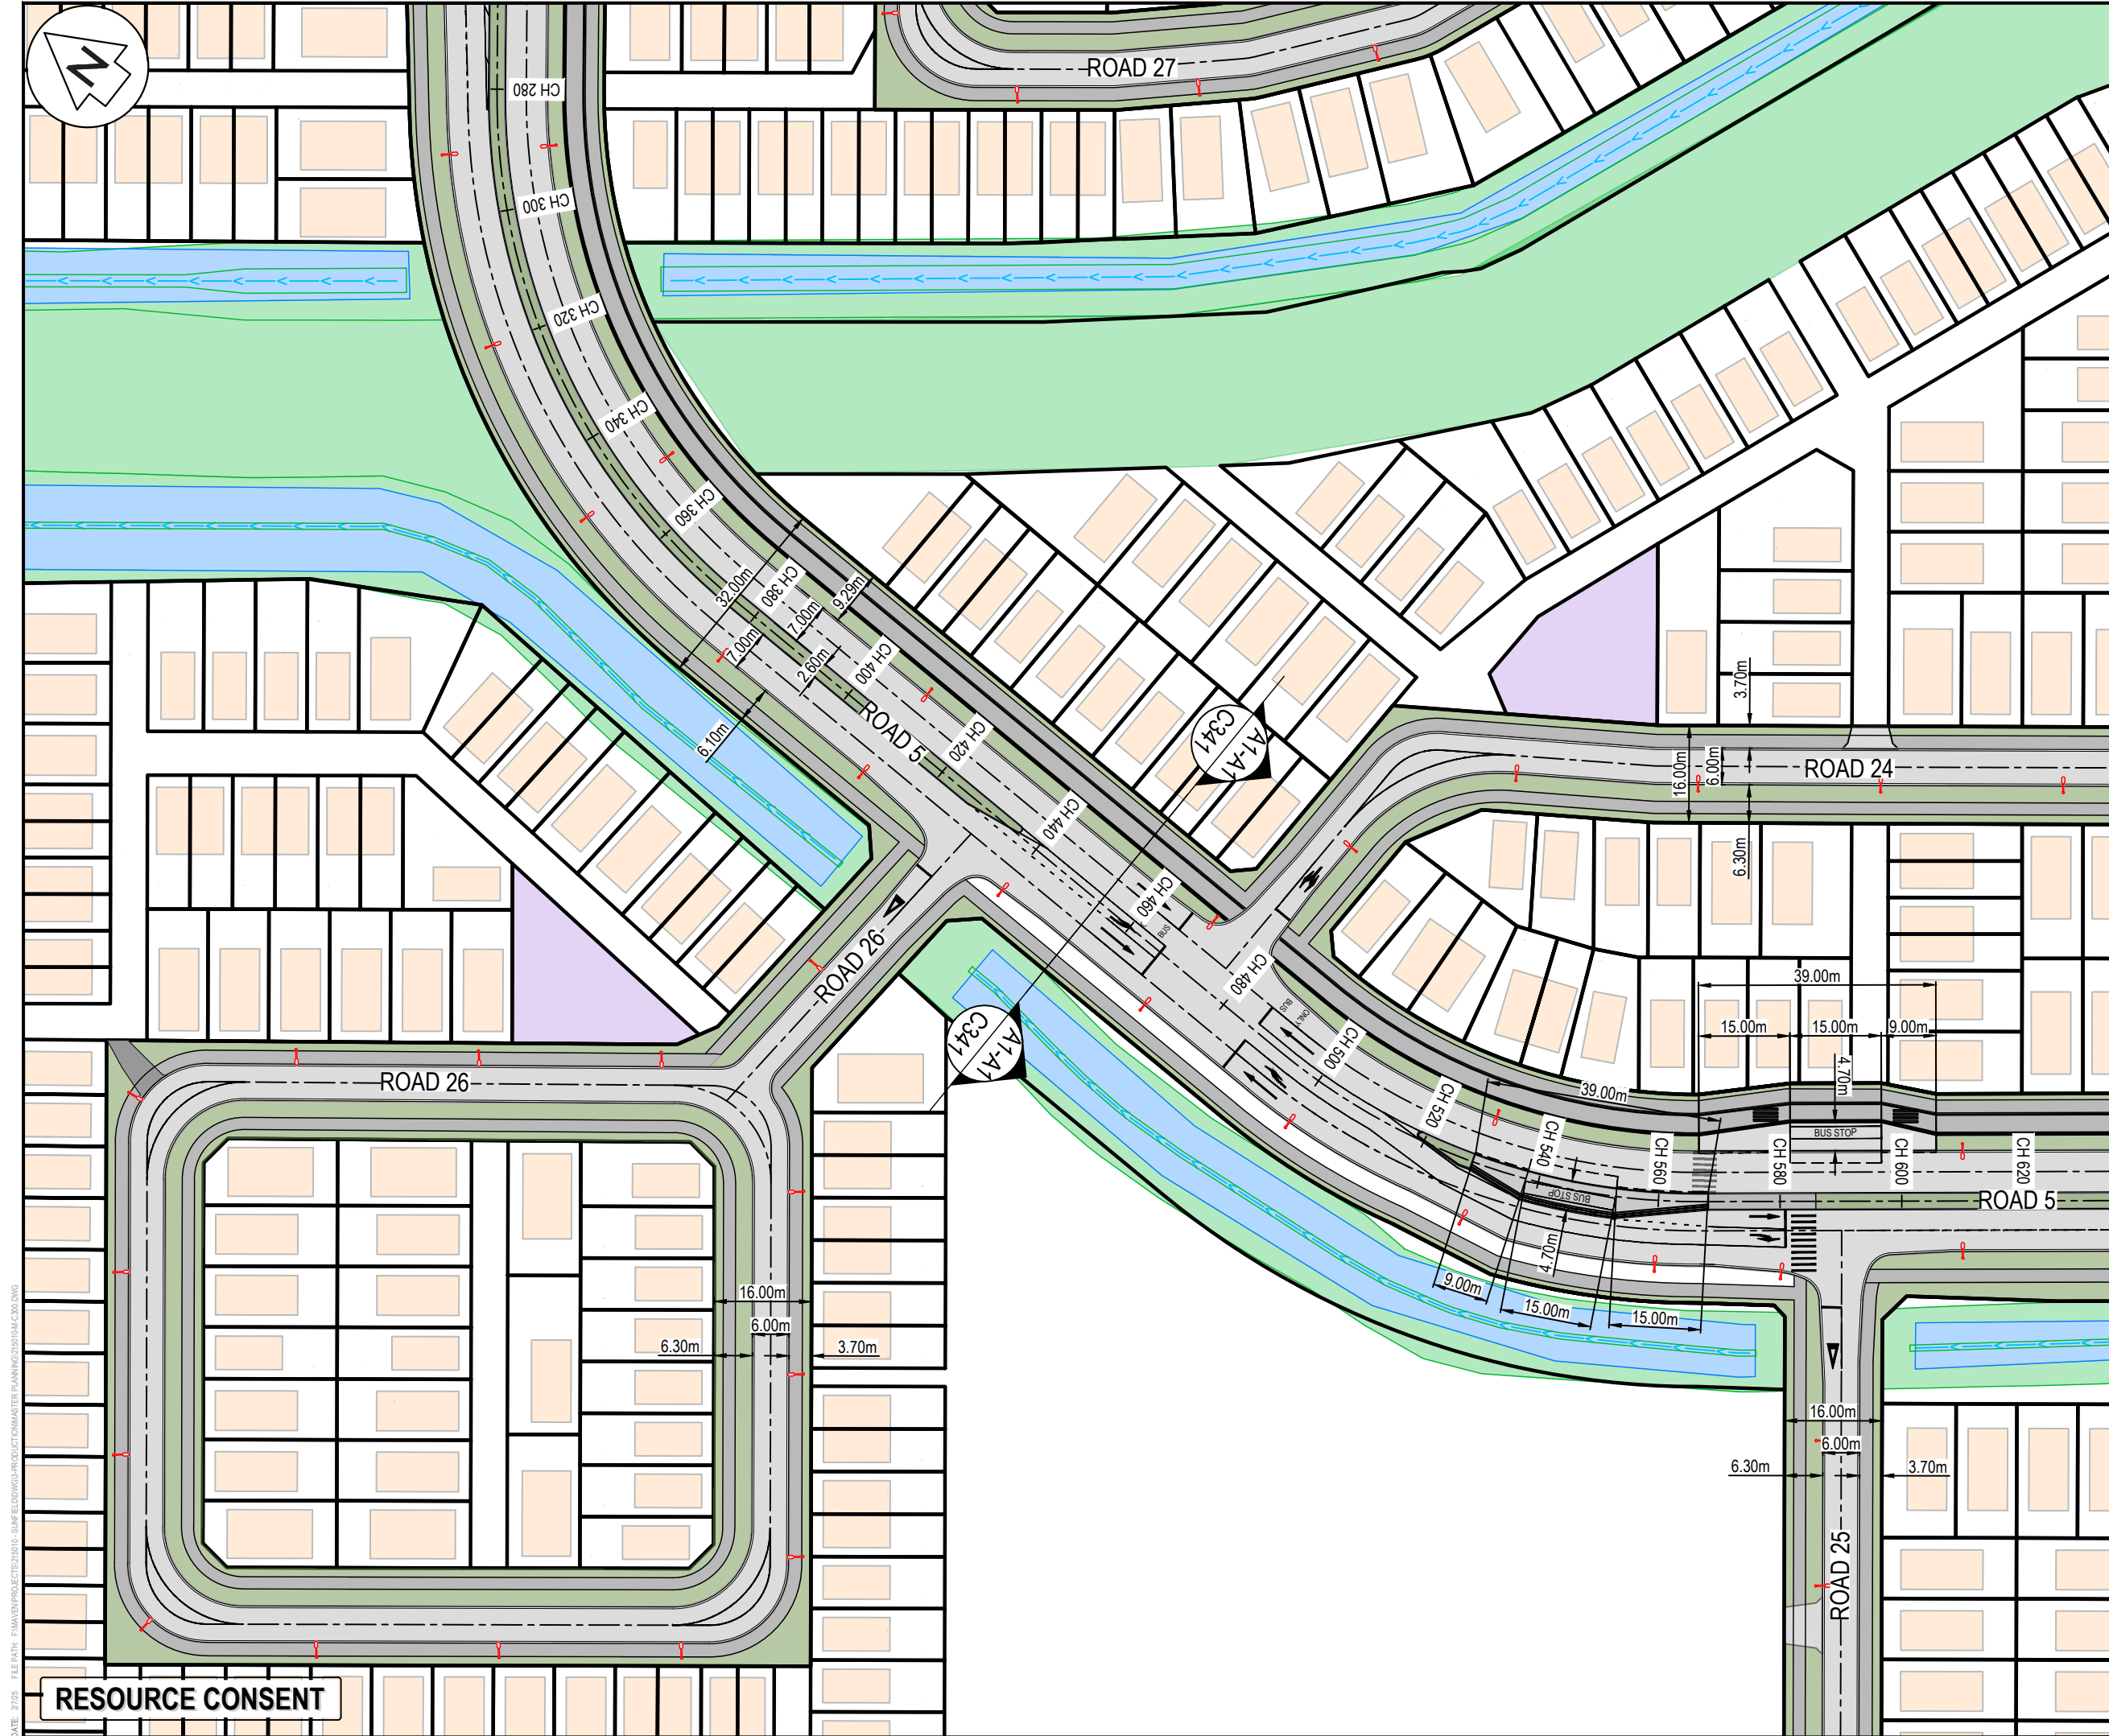 N
ROAD 27
CH 280
CH 300
CH 320
CH 340
CH 360
CH 380
32.00m
7.00m
9.29m
7.00m
2.60m
CH 400
6.10m
ROAD 5
CH 420
CH 440
A1-A1
C341
3.70m
16.00m
6.00m
ROAD 24
6.30m
CH 460
BUS
ROAD 26
CH 480
BUS
ONLY
CH 500
39.00m
15.00m
15.00m
9.00m
4.70m
A1-A1
C341
ROAD 26
39.00m
CH 520
CH 540
CH 560
BUS STOP
CH 580
CH 600
CH 620
BUS STOP
ROAD 5
4.70m
9.00m
15.00m
15.00m
16.00m
6.00m
6.30m
3.70m
16.00m
6.00m
6.30m
3.70m
ROAD 25
RESOURCE CONSENT